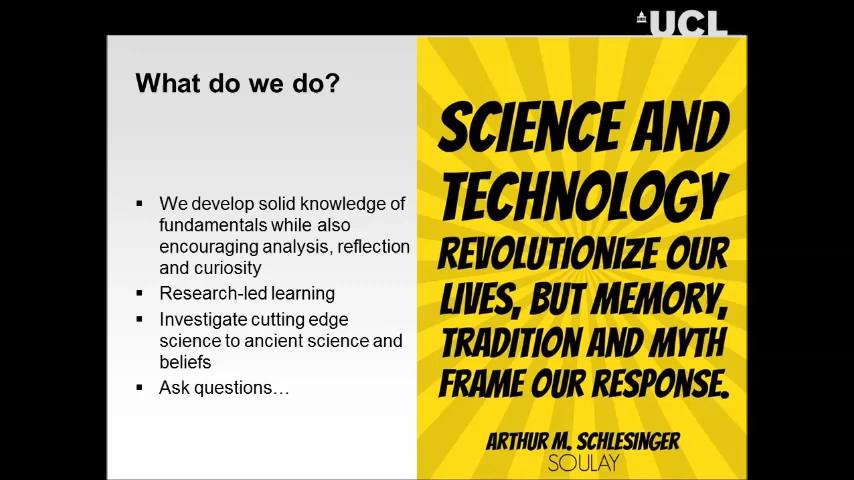 UCL
What do we do?
▪ We develop solid knowledge of
fundamentals while also
encouraging analysis, reflection
and curiosity
▪ Research-led learning
▪ Investigate cutting edge
science to ancient science and
beliefs
▪ Ask questions…
SCIENCE AND
TECHNOLOGY
REVOLUTIONIZE OUR
LIVES, BUT MEMORY,
TRADITION AND MYTH
FRAME OUR RESPONSE.
ARTHUR M. SCHLESINGER
SOULAY